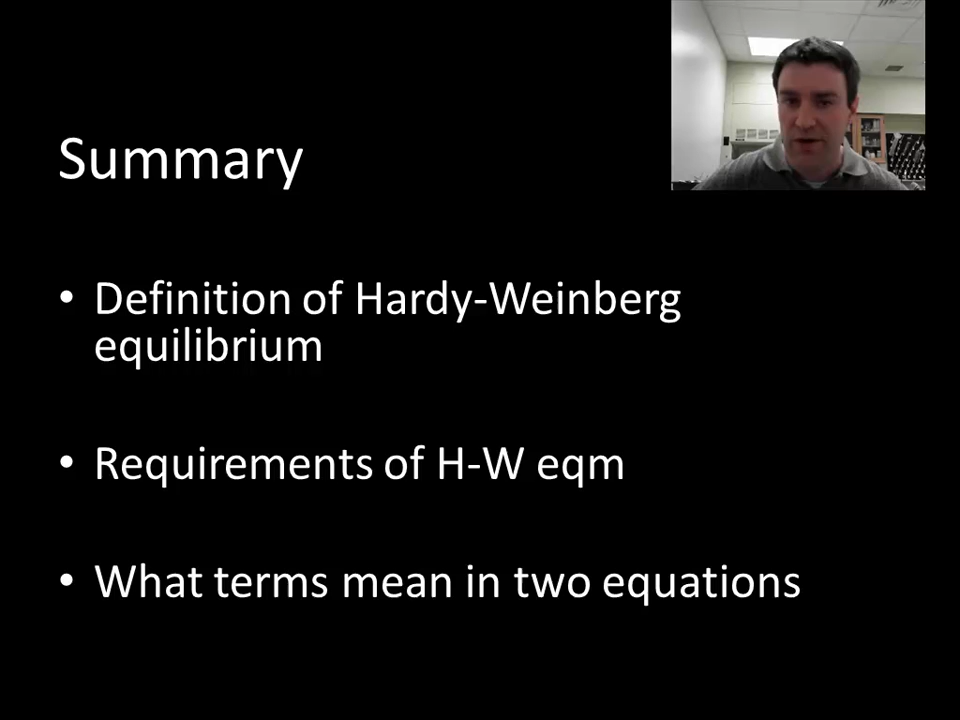 Summary
• Definition of Hardy-Weinberg
equilibrium
• Requirements of H-W eqm
• What terms mean in two equations